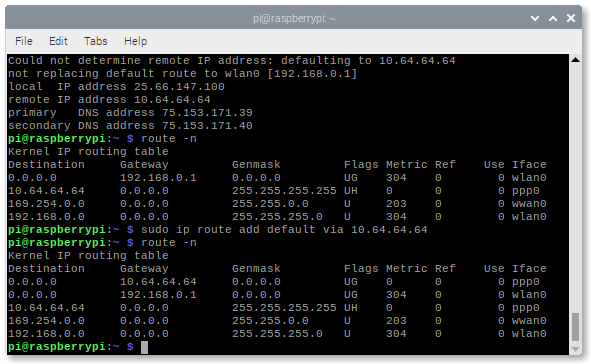 pi@raspberrypi: ~
File Edit Tabs Help
Could not determine remote IP address: defaulting to 10.64.64.64
not replacing default route to wlan0 [192.168.0.1]
local  IP address 25.66.147.100
remote IP address 10.64.64.64
primary   DNS address 75.153.171.39
secondary DNS address 75.153.171.40
pi@raspberrypi:~ $ route -n
Kernel IP routing table
Destination     Gateway         Genmask         Flags Metric Ref    Use Iface
0.0.0.0         192.168.0.1     0.0.0.0         UG    304    0        0 wlan0
10.64.64.64     0.0.0.0         255.255.255.255 UH    0      0        0 ppp0
169.254.0.0     0.0.0.0         255.255.0.0     U     203    0        0 wwan0
192.168.0.0     0.0.0.0         255.255.255.0   U     304    0        0 wlan0
pi@raspberrypi:~ $ sudo ip route add default via 10.64.64.64
pi@raspberrypi:~ $ route -n
Kernel IP routing table
Destination     Gateway         Genmask         Flags Metric Ref    Use Iface
0.0.0.0         10.64.64.64     0.0.0.0         UG    0      0        0 ppp0
0.0.0.0         192.168.0.1     0.0.0.0         UG    304    0        0 wlan0
10.64.64.64     0.0.0.0         255.255.255.255 UH    0      0        0 ppp0
169.254.0.0     0.0.0.0         255.255.0.0     U     203    0        0 wwan0
192.168.0.0     0.0.0.0         255.255.255.0   U     304    0        0 wlan0
pi@raspberrypi:~ $